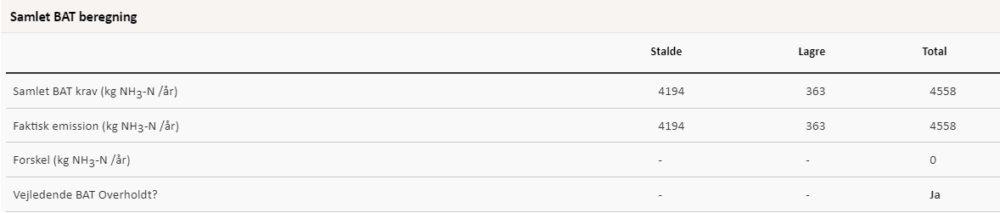 Samlet BAT beregning
Stalde Lagre Total
Samlet BAT krav (kg NH3-N /år) 4194 363 4558
Faktisk emission (kg NH3-N /år) 4194 363 4558
Forskel (kg NH3-N /år) - - 0
Vejledende BAT Overholdt? - - Ja